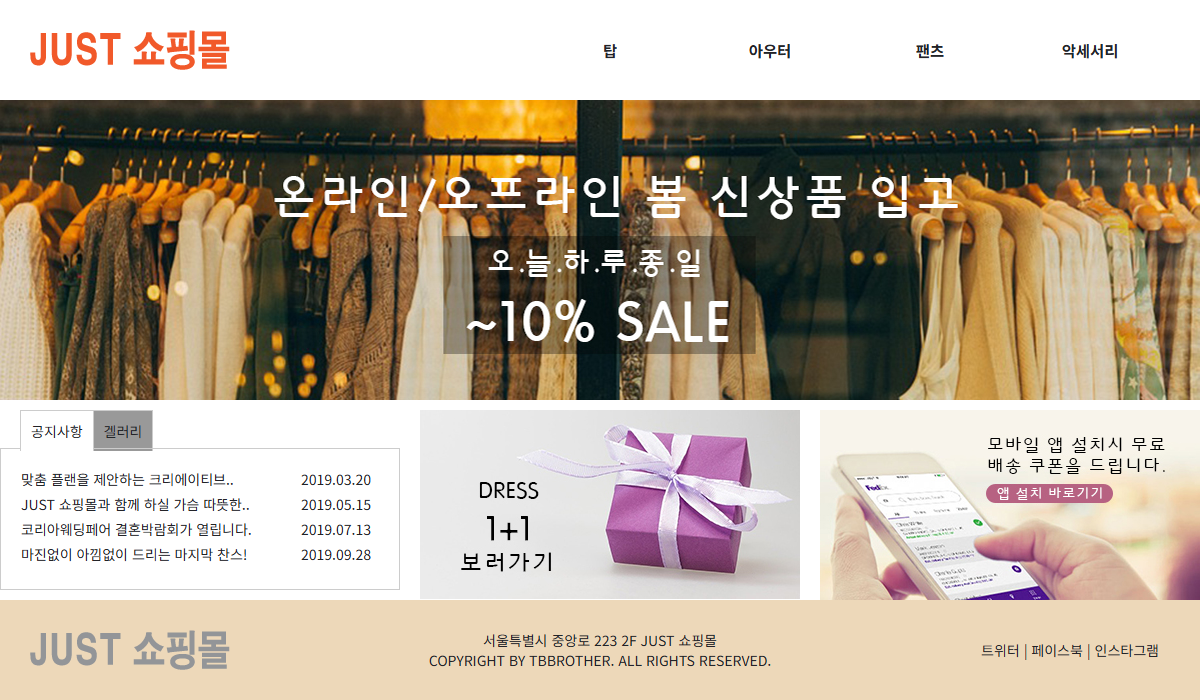 JUST 쇼핑몰
탑 아우터 팬츠 악세서리
온라인/오프라인 봄 신상품 입고
오.늘.하.루.종.일
~10% SALE
공지사항 겔러리
맞춤 플랜을 제안하는 크리에이티브.. 2019.03.20
JUST 쇼핑몰과 함께 하실 가슴 따뜻한.. 2019.05.15
코리아웨딩페어 결혼박람회가 열립니다. 2019.07.13
마진없이 아낌없이 드리는 마지막 찬스! 2019.09.28
DRESS
1+1
보러가기
모바일 앱 설치시 무료
배송 쿠폰을 드립니다.
앱 설치 바로기기
FedEx
JUST 쇼핑몰
서울특별시 중앙로 223 2F JUST 쇼핑몰
COPYRIGHT BY TBBROTHER. ALL RIGHTS RESERVED.
트위터 | 페이스북 | 인스타그램